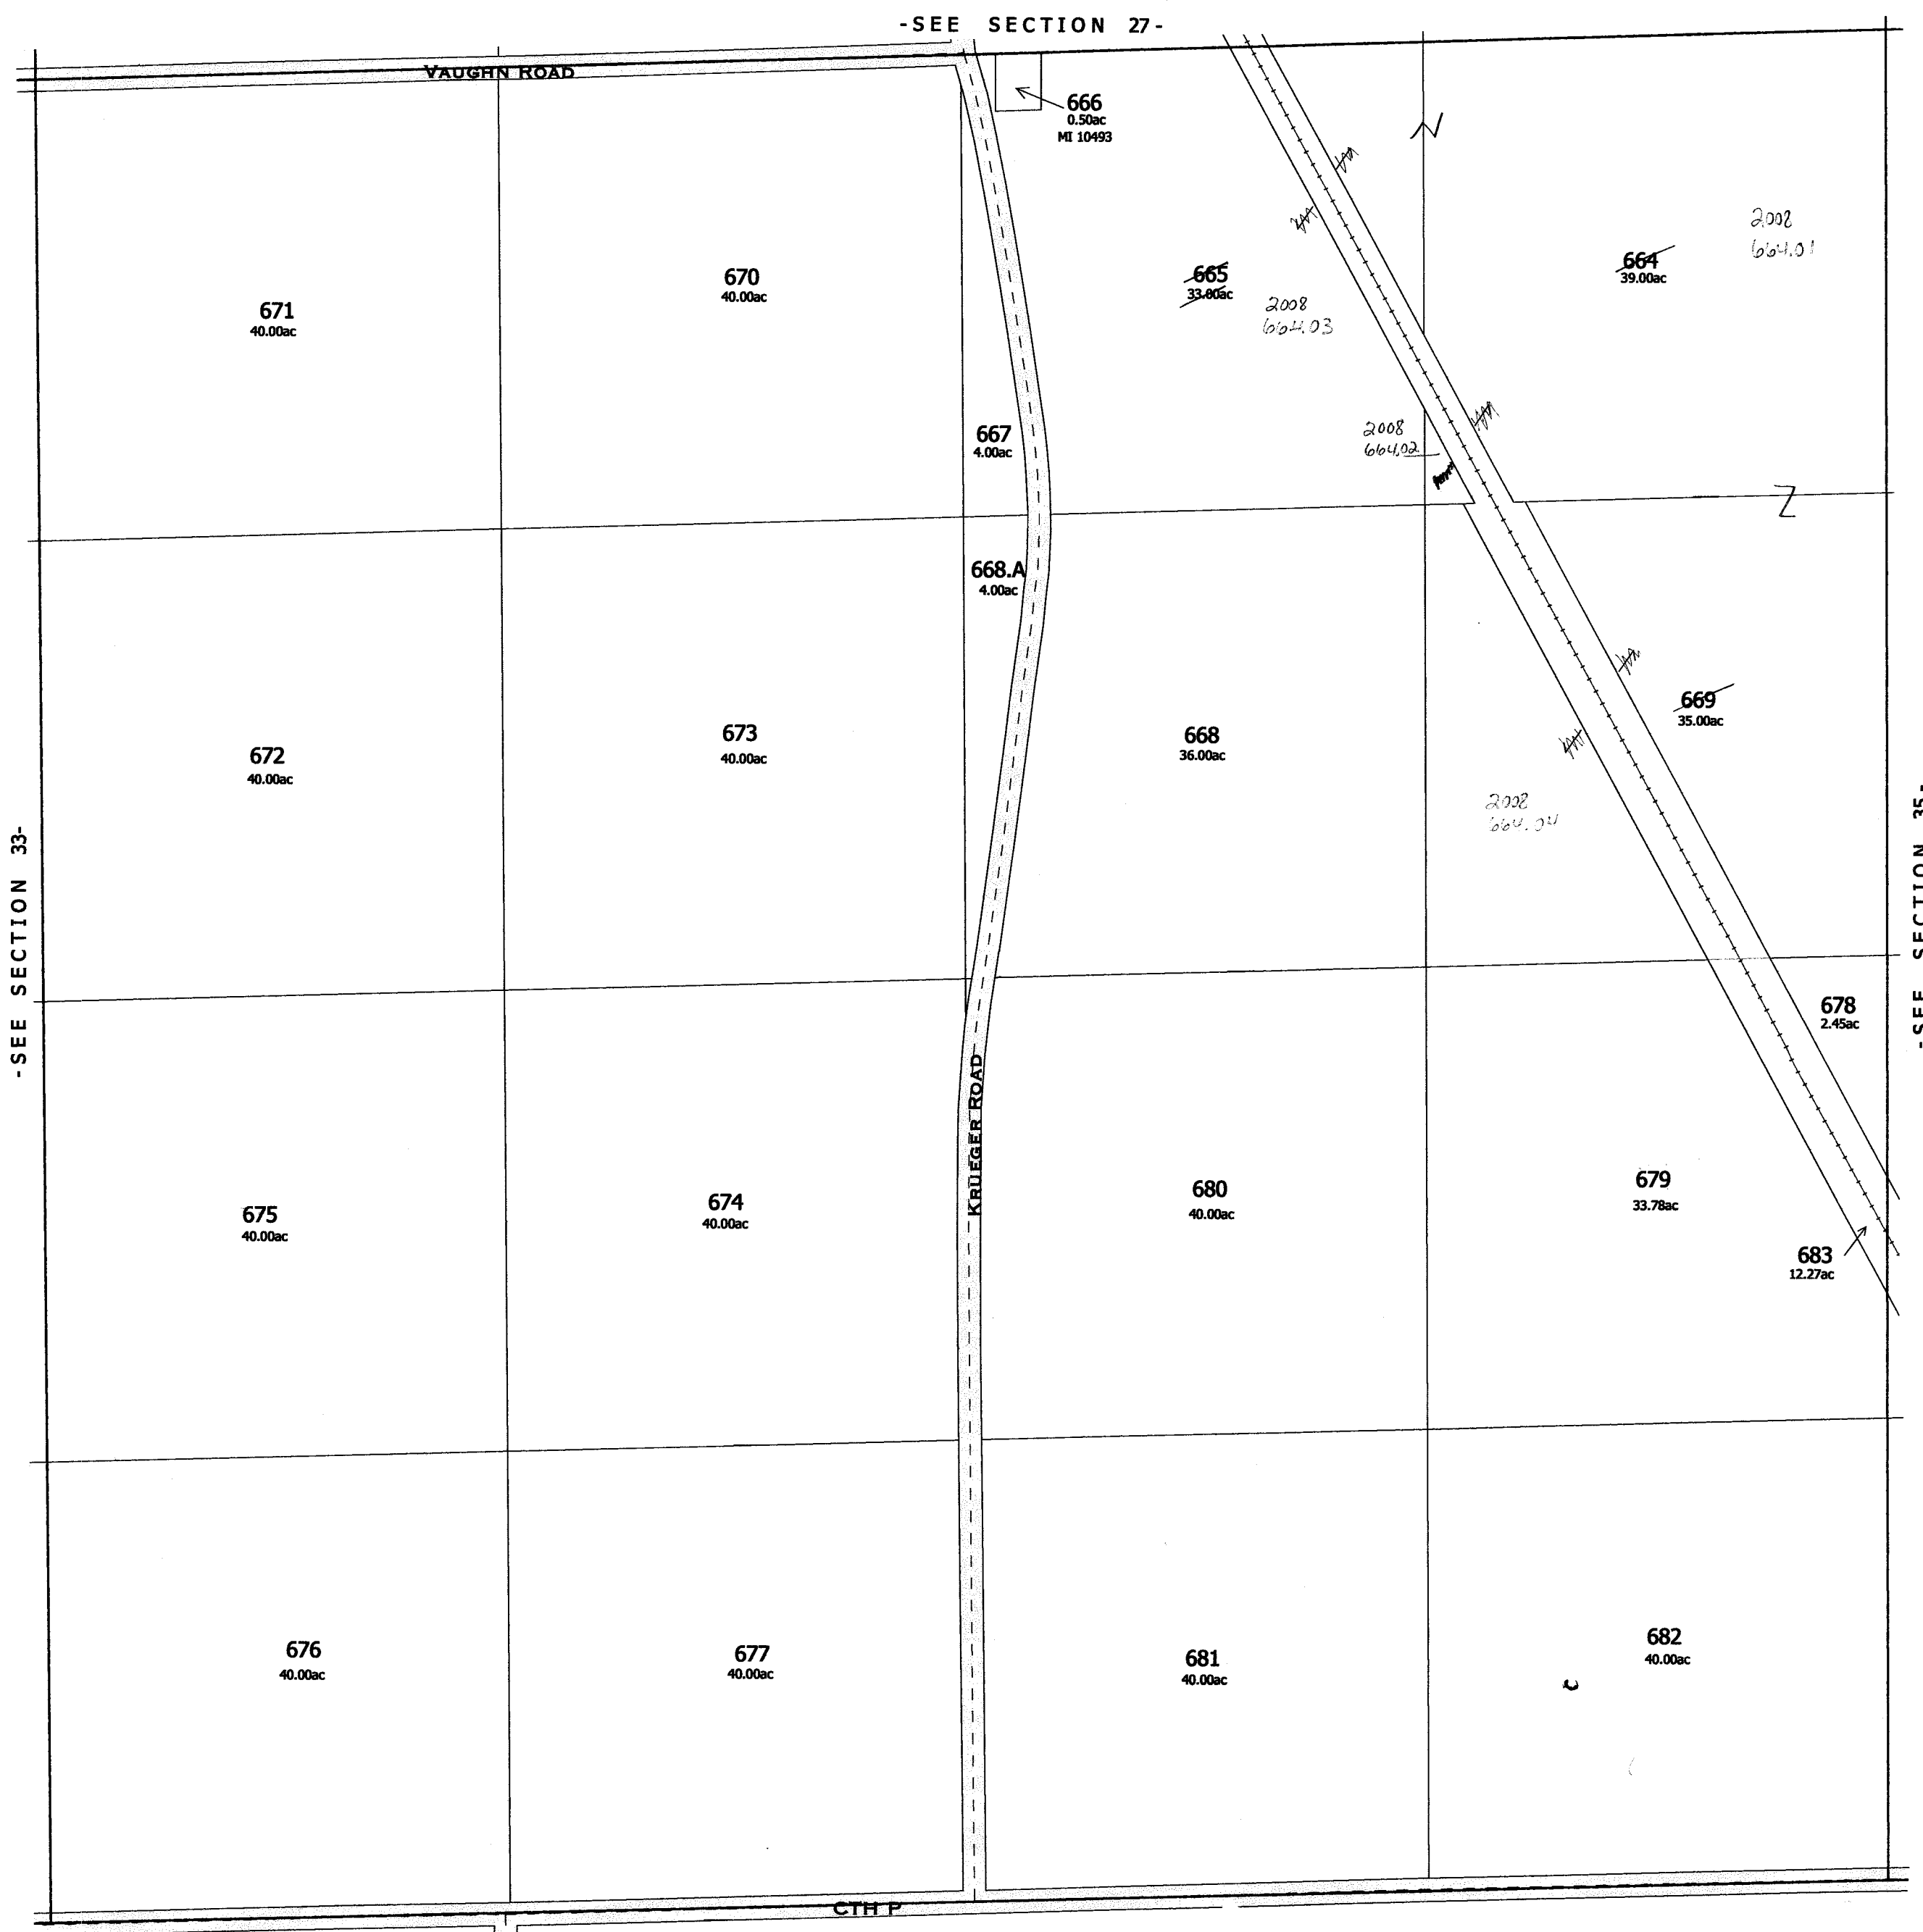 -SEE SECTION 27-
VAUGHN ROAD
666
0.50ac
MI 10493
2008
664.01
664
39.00ac
665
33.00ac
2008
664.03
670
40.00ac
671
40.00ac
667
4.00ac
2008
664.02
668.A
4.00ac
669
35.00ac
668
36.00ac
673
40.00ac
672
40.00ac
2008
664.04
-SEE SECTION 33-
-SEE SECTION 35-
678
2.45ac
KRUEGER ROAD
679
33.78ac
680
40.00ac
674
40.00ac
675
40.00ac
683
12.27ac
682
40.00ac
681
40.00ac
677
40.00ac
676
40.00ac
CTH P